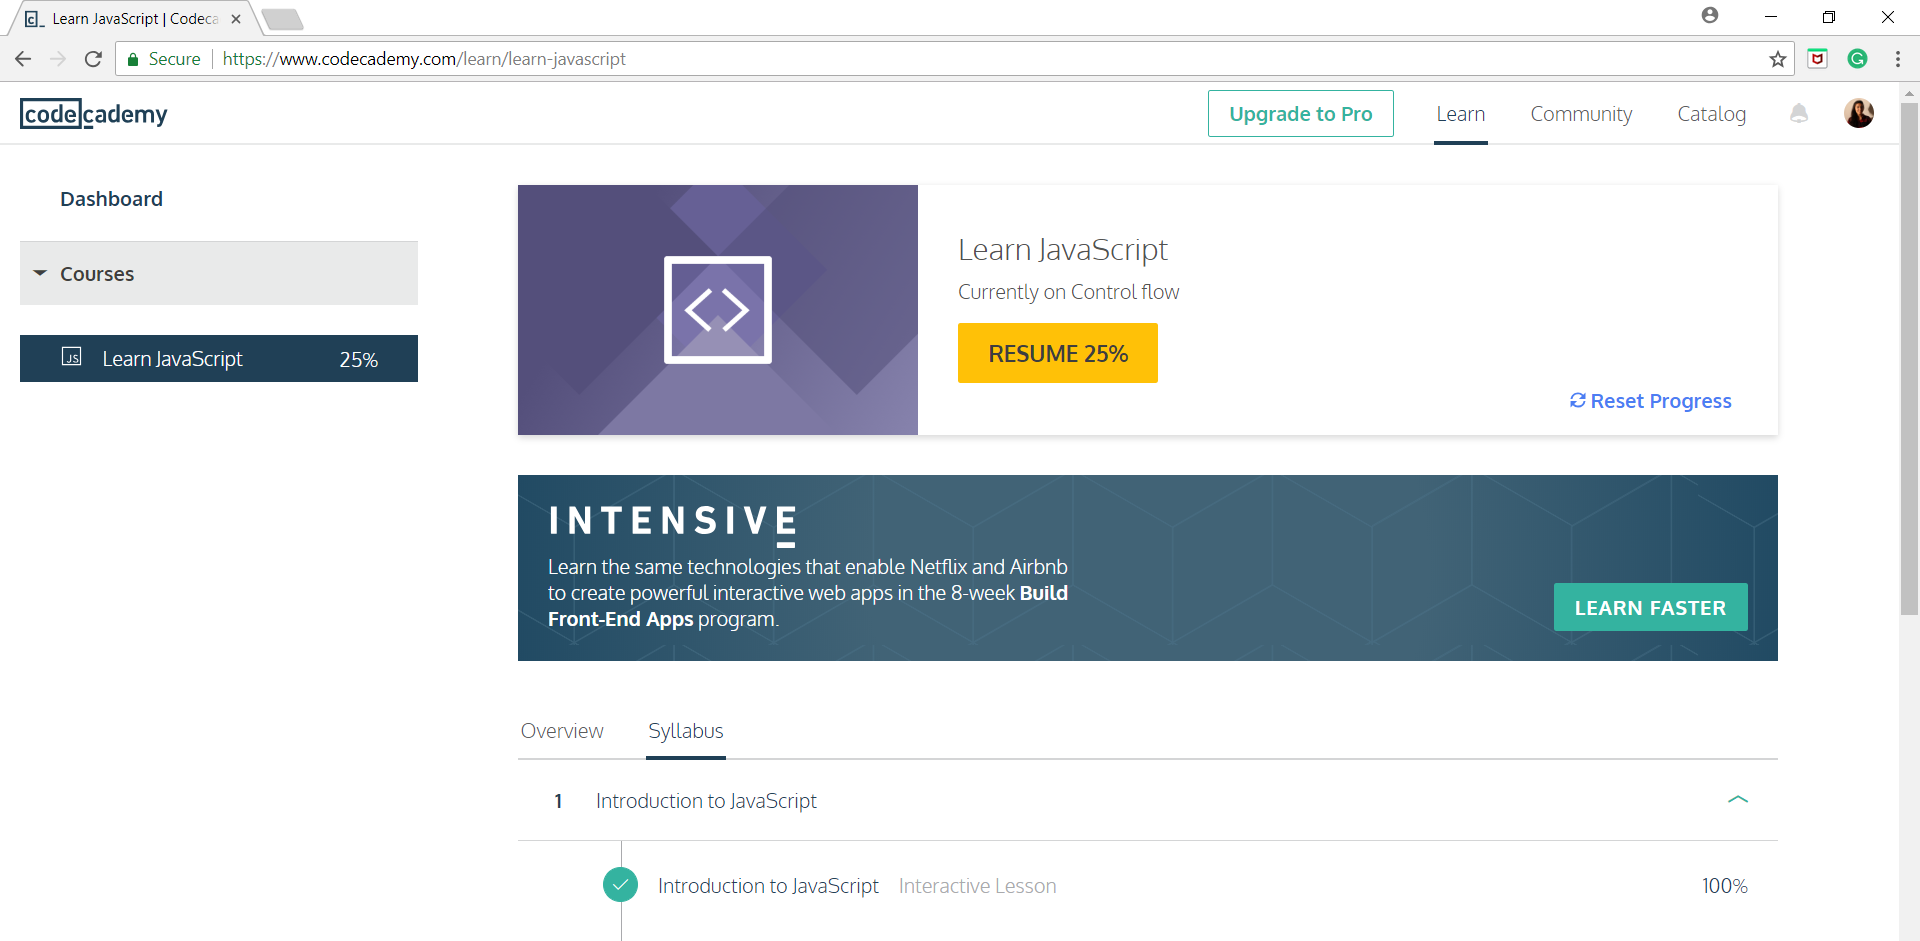 Learn JavaScript | Codeca
Secure
https://www.codecademy.com/learn/learn-javascript
codecademy
Upgrade to Pro
Learn
Community
Catalog
Dashboard
Courses
JS
Learn JavaScript
25%
Learn JavaScript
Currently on Control flow
RESUME 25%
Reset Progress
INTENSIVE
Learn the same technologies that enable Netflix and Airbnb
to create powerful interactive web apps in the 8-week Build
Front-End Apps program.
LEARN FASTER
Overview
Syllabus
1 Introduction to JavaScript
Introduction to JavaScript Interactive Lesson 100%